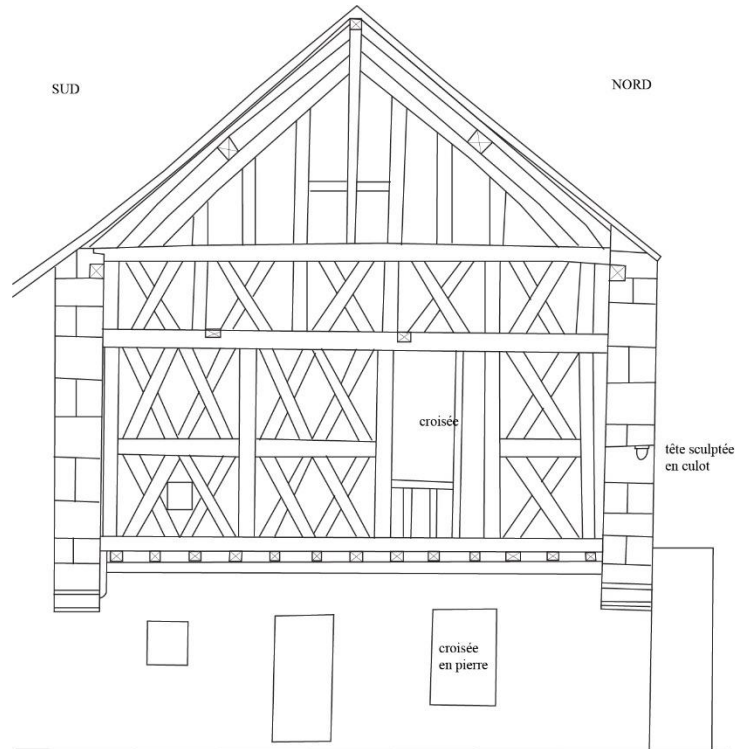 SUD
NORD
croisée
tête sculptée
en culot
croisée
en pierre